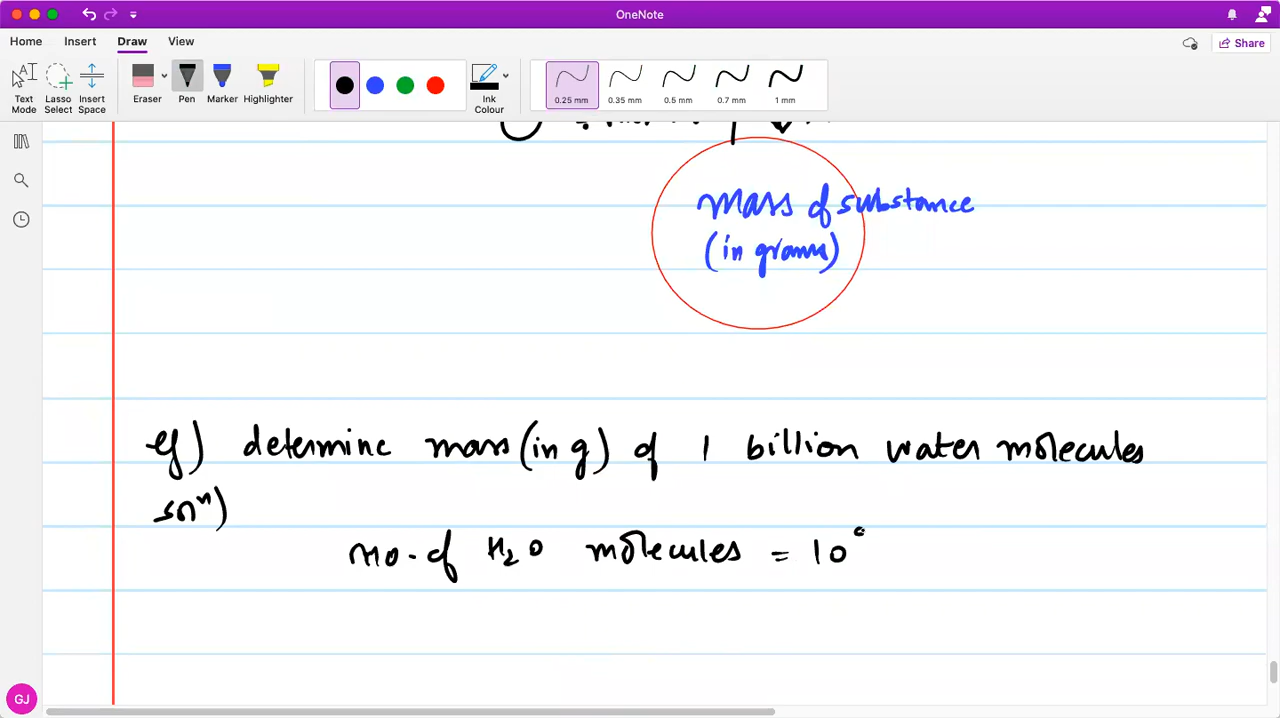 OneNote
Home Insert Draw View
Share
Text Mode
Lasso Select
Insert Space
Eraser
Pen
Marker
Highlighter
Ink Colour
0.25 mm
0.35 mm
0.5 mm
0.7 mm
1 mm
mass of substance
(in grams)
eg) determine mass (in g) of 1 billion water molecules
solⁿ)
no. of H₂O molecules = 10
GJ